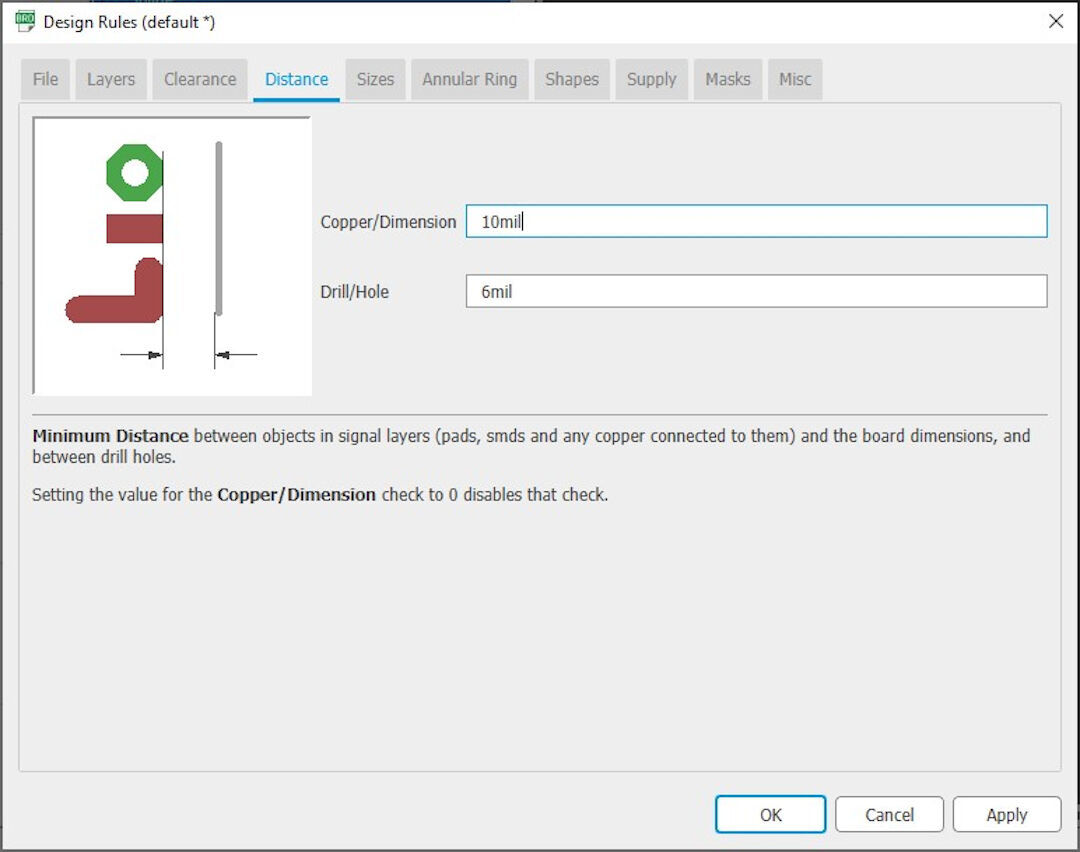 BRD
Design Rules (default *)
File Layers Clearance Distance Sizes Annular Ring Shapes Supply Masks Misc
Copper/Dimension 10mil
Drill/Hole 6mil
Minimum Distance between objects in signal layers (pads, smds and any copper connected to them) and the board dimensions, and
between drill holes.
Setting the value for the Copper/Dimension check to 0 disables that check.
OK Cancel Apply